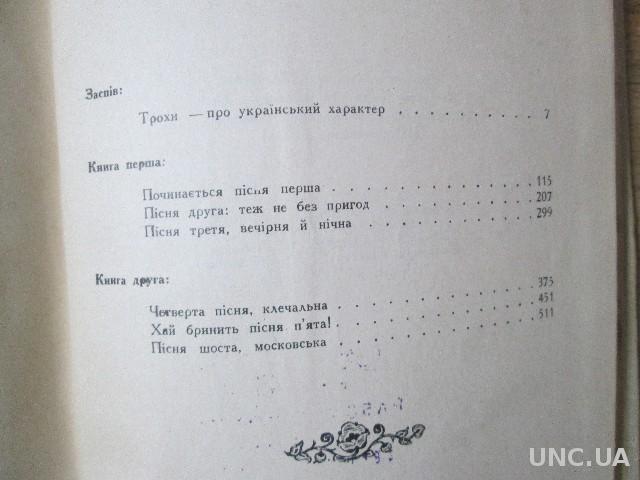 Заспів:
Трохи — про український характер . . . . . . . . . 7
Книга перша:
Починається пісня перша . . . . . . . . . . . . 115
Пісня друга: теж не без пригод . . . . . . . . . . 207
Пісня третя, вечірня й нічна . . . . . . . . . . . 299
Книга друга:
Четверта пісня, клечальна . . . . . . . . . . . . 375
Хай бринить пісня п'ята! . . . . . . . . . . . . 451
Пісня шоста, московська . . . . . . . . . . . . 511
UNC.UA